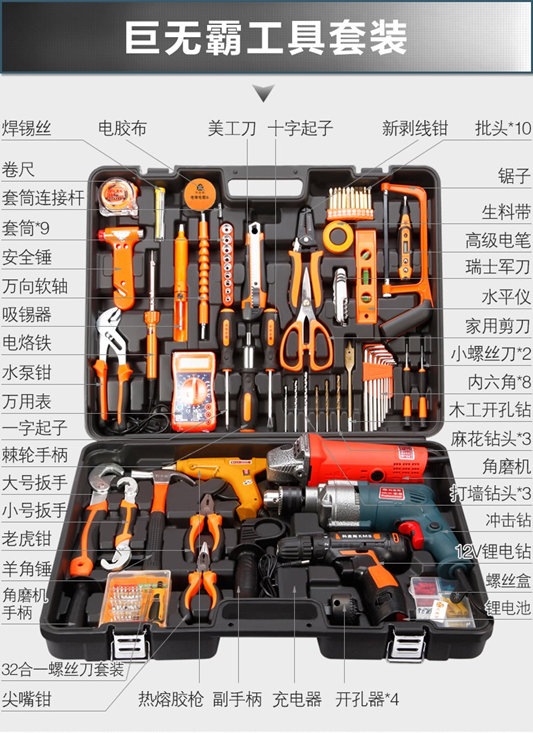 巨无霸工具套装
焊锡丝
电胶布
美工刀
十字起子
新剥线钳
批头*10
卷尺
套筒连接杆
套筒*9
安全锤
万向软轴
吸锡器
电烙铁
水泵钳
万用表
一字起子
棘轮手柄
大号扳手
小号扳手
老虎钳
羊角锤
角磨机
手柄
32合一螺丝刀套装
尖嘴钳
热熔胶枪
副手柄
充电器
开孔器*4
锯子
生料带
高级电笔
瑞士军刀
水平仪
家用剪刀
小螺丝刀*2
内六角*8
木工开孔钻
麻花钻头*3
角磨机
打墙钻头*3
冲击钻
12V锂电钻
螺丝盒
锂电池